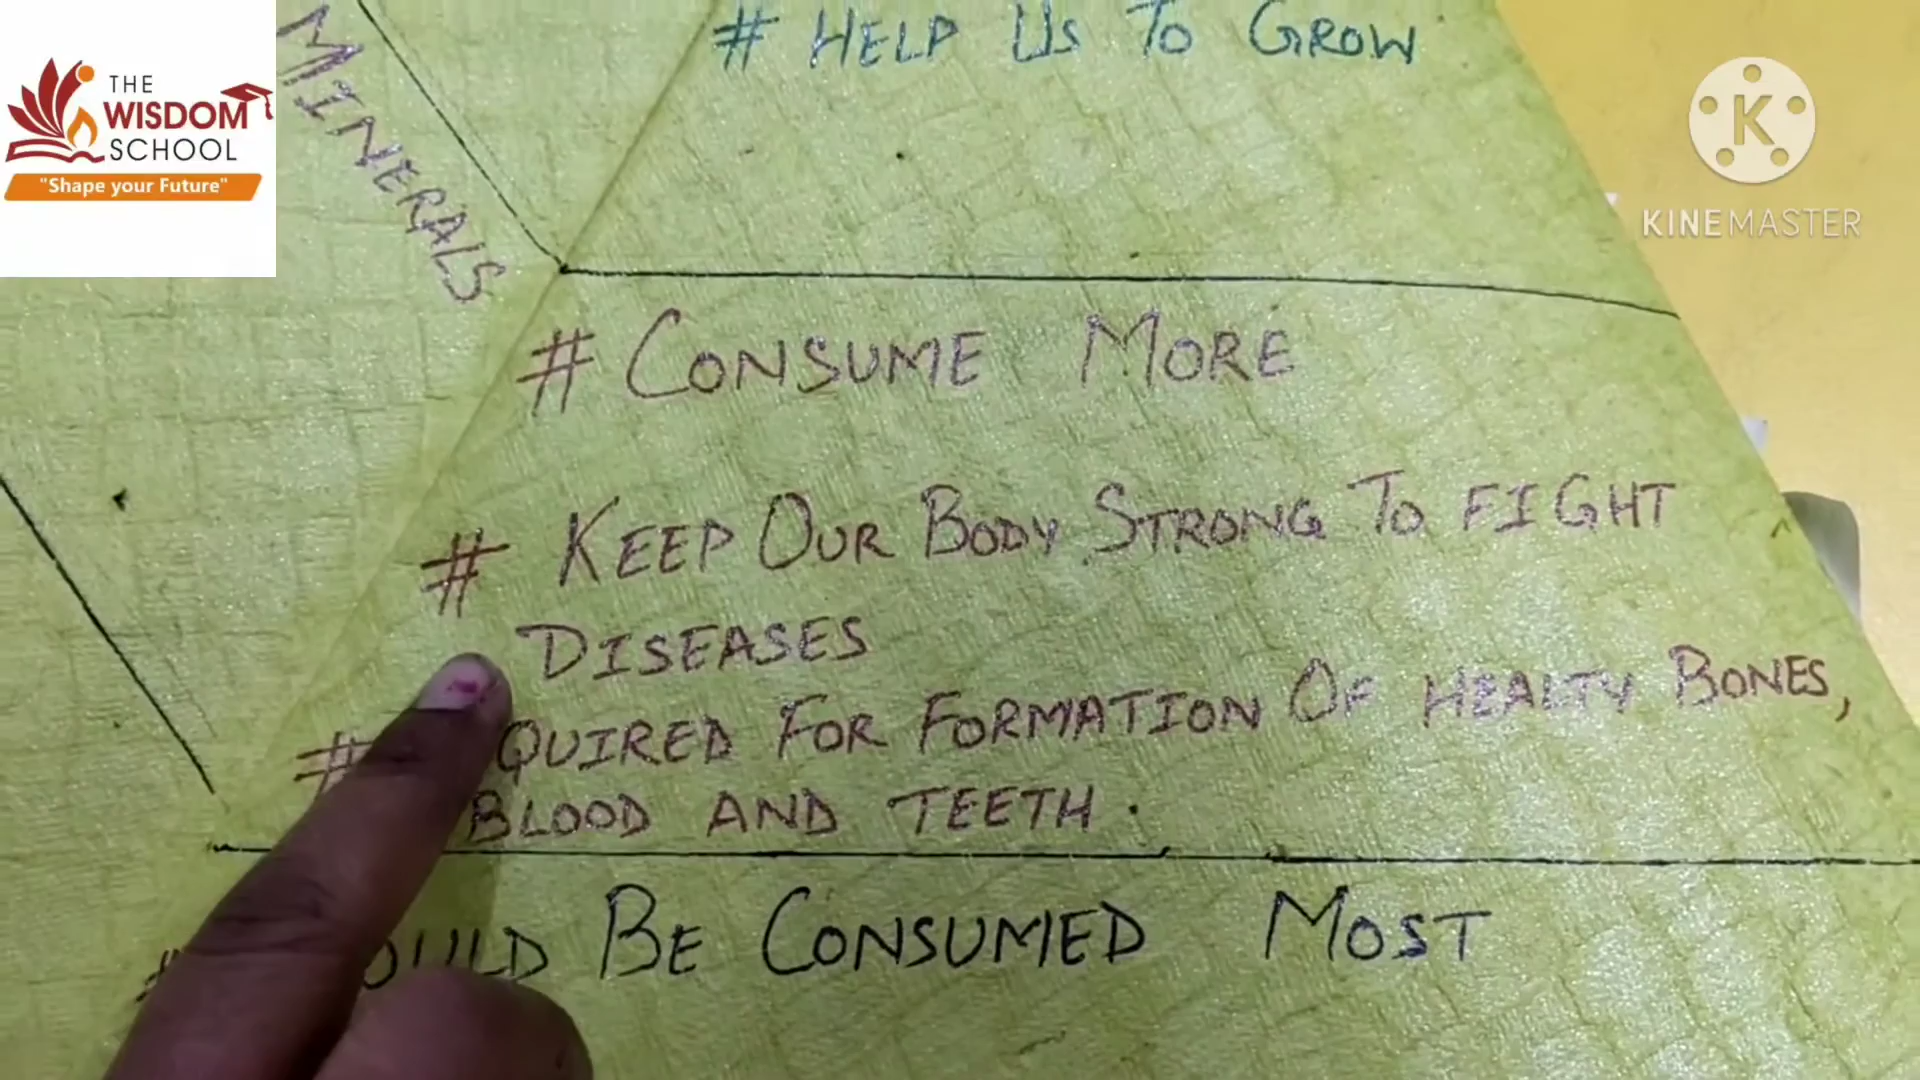 THE
WISDOM
SCHOOL
"Shape your Future"
MINERALS
# HELP US TO GROW
KINEMASTER
# CONSUME MORE
# KEEP OUR BODY STRONG TO FIGHT
DISEASES
# QUIRED FOR FORMATION OF HEALTY BONES,
BLOOD AND TEETH.
# OULD BE CONSUMED MOST